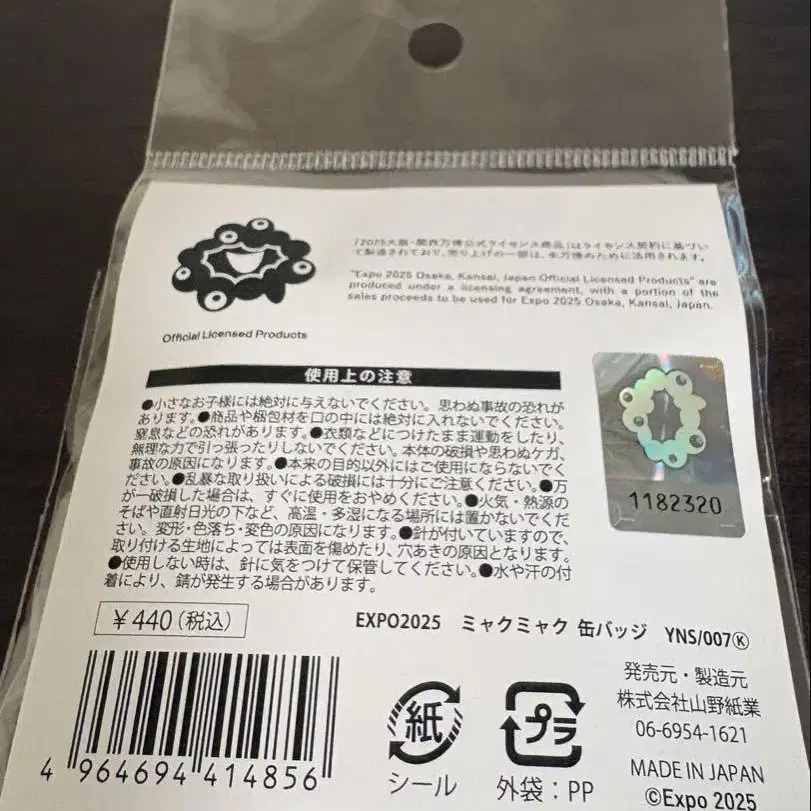 「2025大阪・関西万博公式ライセンス商品」はライセンス契約に基づい
て製造されており、売り上げの一部は、本万博のために活用されます。
"Expo 2025 Osaka, Kansai, Japan Official Licensed Products" are
produced under a licensing agreement, with a portion of the
sales proceeds to be used for Expo 2025 Osaka, Kansai, Japan.
Official Licensed Products
使用上の注意
●小さなお子様には絶対に与えないでください。思わぬ事故の恐れが
あります。●商品や梱包材を口の中には絶対に入れないでください。
窒息などの恐れがあります。●衣類などにつけたまま運動をしたり、
無理な力で引っ張ったりしないでください。本体の破損や思わぬケガ、
事故の原因になります。●本来の目的以外にはご使用にならないでく
ださい。●乱暴な取り扱いによる破損には十分にご注意ください。●万
が一破損した場合は、すぐに使用をおやめください。●火気・熱源の
そばや直射日光の下など、高温・多湿になる場所には置かないでくだ
さい。変形・色落ち・変色の原因になります。●針が付いていますので、
取り付ける生地によっては表面を傷めたり、穴あきの原因となります。
●使用しない時は、針に気をつけて保管してください。●水や汗の付
着により、錆が発生する場合があります。
1182320
¥440(税込)
EXPO2025 ミャクミャク 缶バッジ YNS/007Ⓚ
4 964694 414856
紙
シール
プラ
外袋:PP
発売元・製造元
株式会社山野紙業
06-6954-1621
MADE IN JAPAN
©Expo 2025